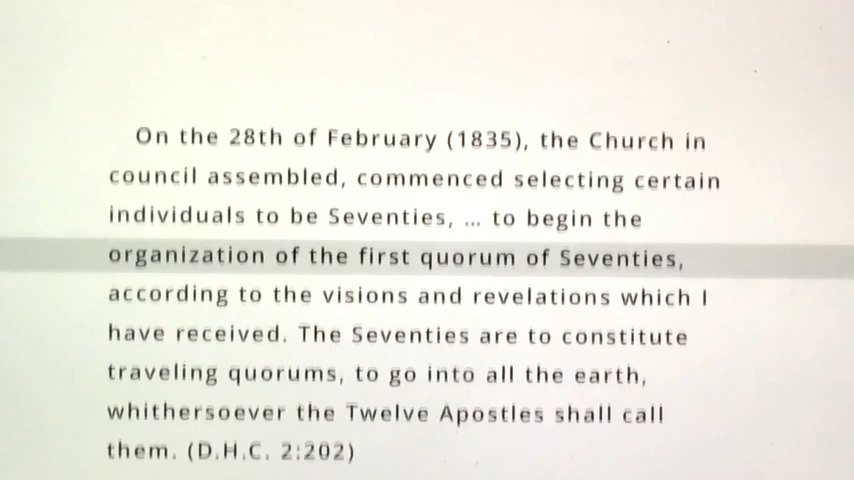 On the 28th of February (1835), the Church in
council assembled, commenced selecting certain
individuals to be Seventies, ... to begin the
organization of the first quorum of Seventies,
according to the visions and revelations which I
have received. The Seventies are to constitute
traveling quorums, to go into all the earth,
whithersoever the Twelve Apostles shall call
them. (D.H.C. 2:202)